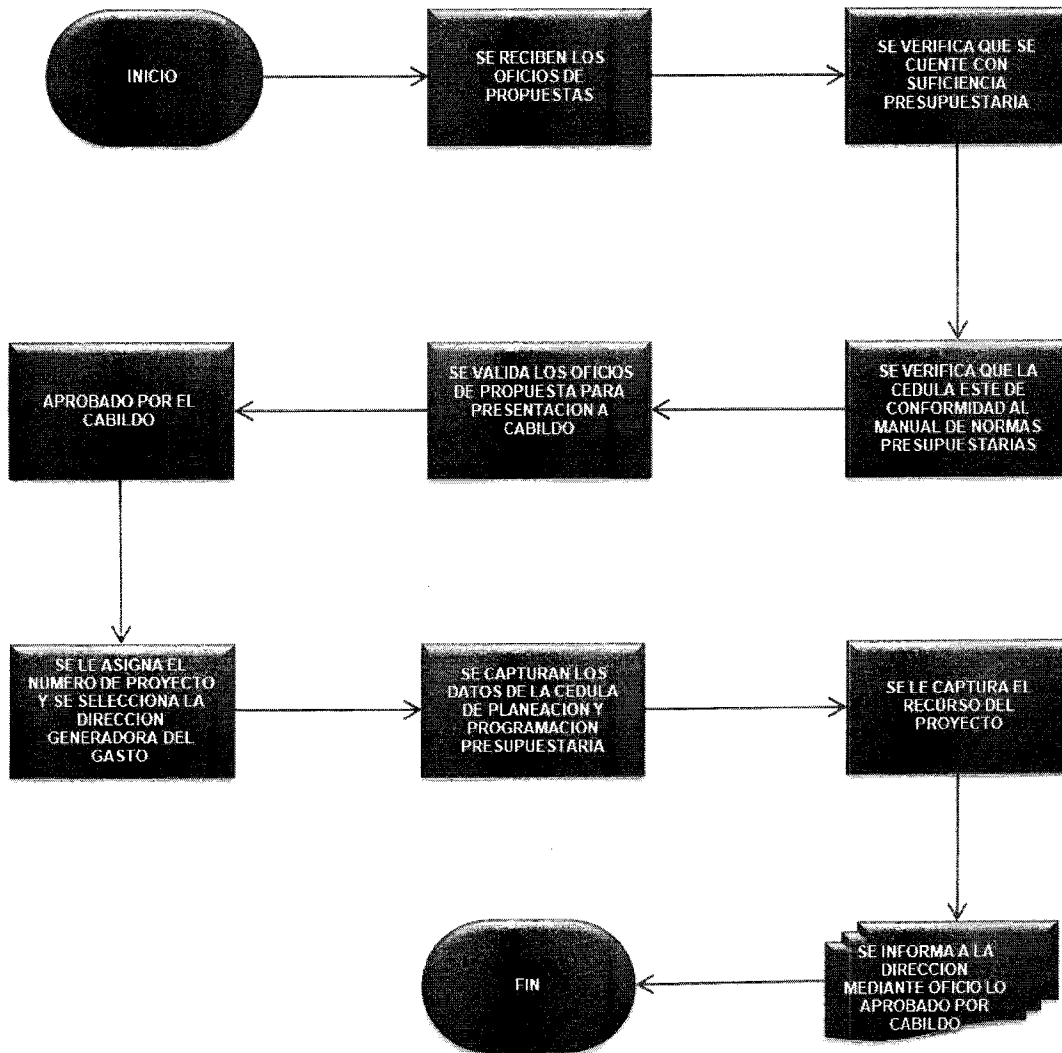 INICIO
SE RECIBEN LOS
OFICIOS DE
PROPUESTAS
SE VERIFICA QUE SE
CUENTE CON
SUFICIENCIA
PRESUPUESTARIA
SE VERIFICA QUE LA
CEDULA ESTE DE
CONFORMIDAD AL
MANUAL DE NORMAS
PRESUPUESTARIAS
SE VALIDA LOS OFICIOS
DE PROPUESTA PARA
PRESENTACION A
CABILDO
APROBADO POR EL
CABILDO
SE LE ASIGNA EL
NUMERO DE PROYECTO
Y SE SELECCIONA LA
DIRECCION
GENERADORA DEL
GASTO
SE CAPTURAN LOS
DATOS DE LA CEDULA
DE PLANEACION Y
PROGRAMACION
PRESUPUESTARIA
SE LE CAPTURA EL
RECURSO DEL
PROYECTO
SE INFORMA A LA
DIRECCION
MEDIANTE OFICIO LO
APROBADO POR
CABILDO
FIN